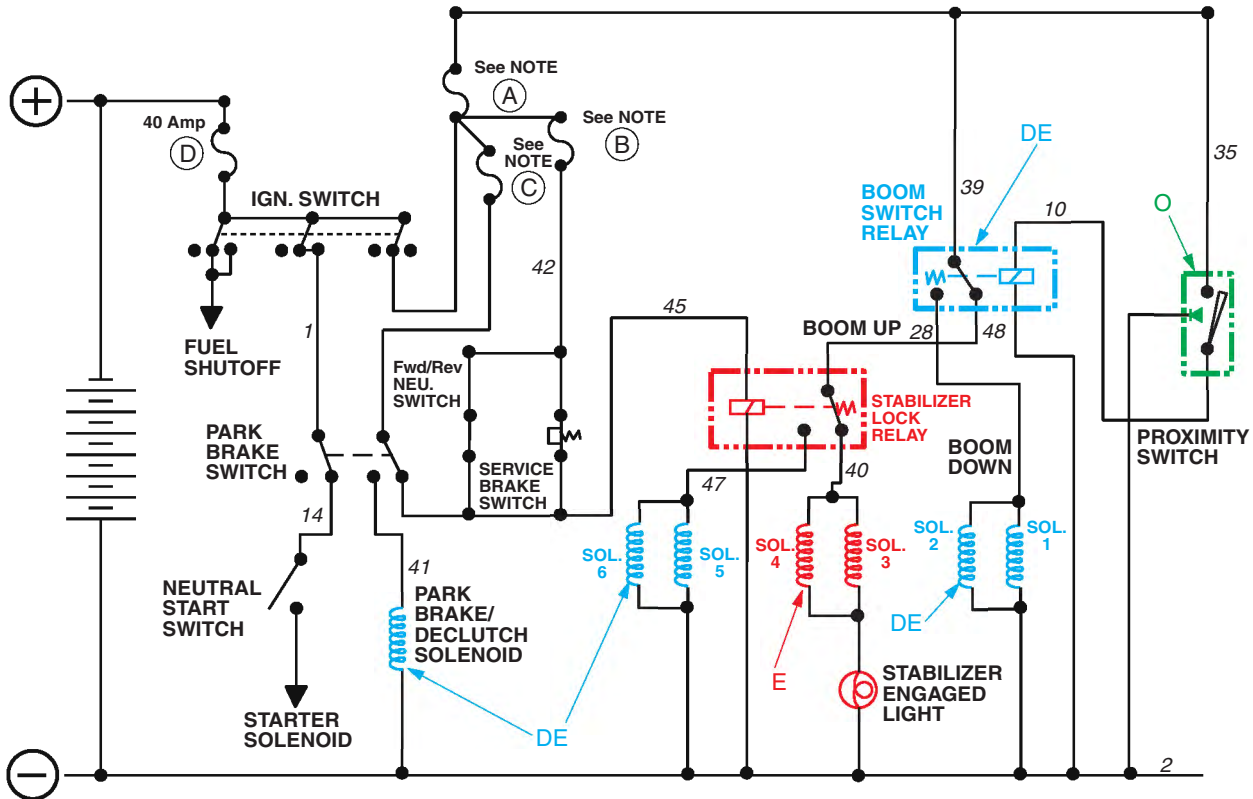 +
40 Amp
D
See NOTE
A
See NOTE
B
See
NOTE
C
IGN. SWITCH
DE
39
35
BOOM
SWITCH
RELAY
10
O
42
1
45
BOOM UP
28
48
FUEL
SHUTOFF
Fwd/Rev
NEU.
SWITCH
STABILIZER
LOCK
RELAY
PARK
BRAKE
SWITCH
PROXIMITY
SWITCH
SERVICE
BRAKE
SWITCH
BOOM
DOWN
47
40
14
SOL.
6
SOL.
5
SOL.
4
SOL.
3
SOL.
2
SOL.
1
41
NEUTRAL
START
SWITCH
PARK
BRAKE/
DECLUTCH
SOLENOID
DE
E
STABILIZER
ENGAGED
LIGHT
STARTER
SOLENOID
DE
2
−